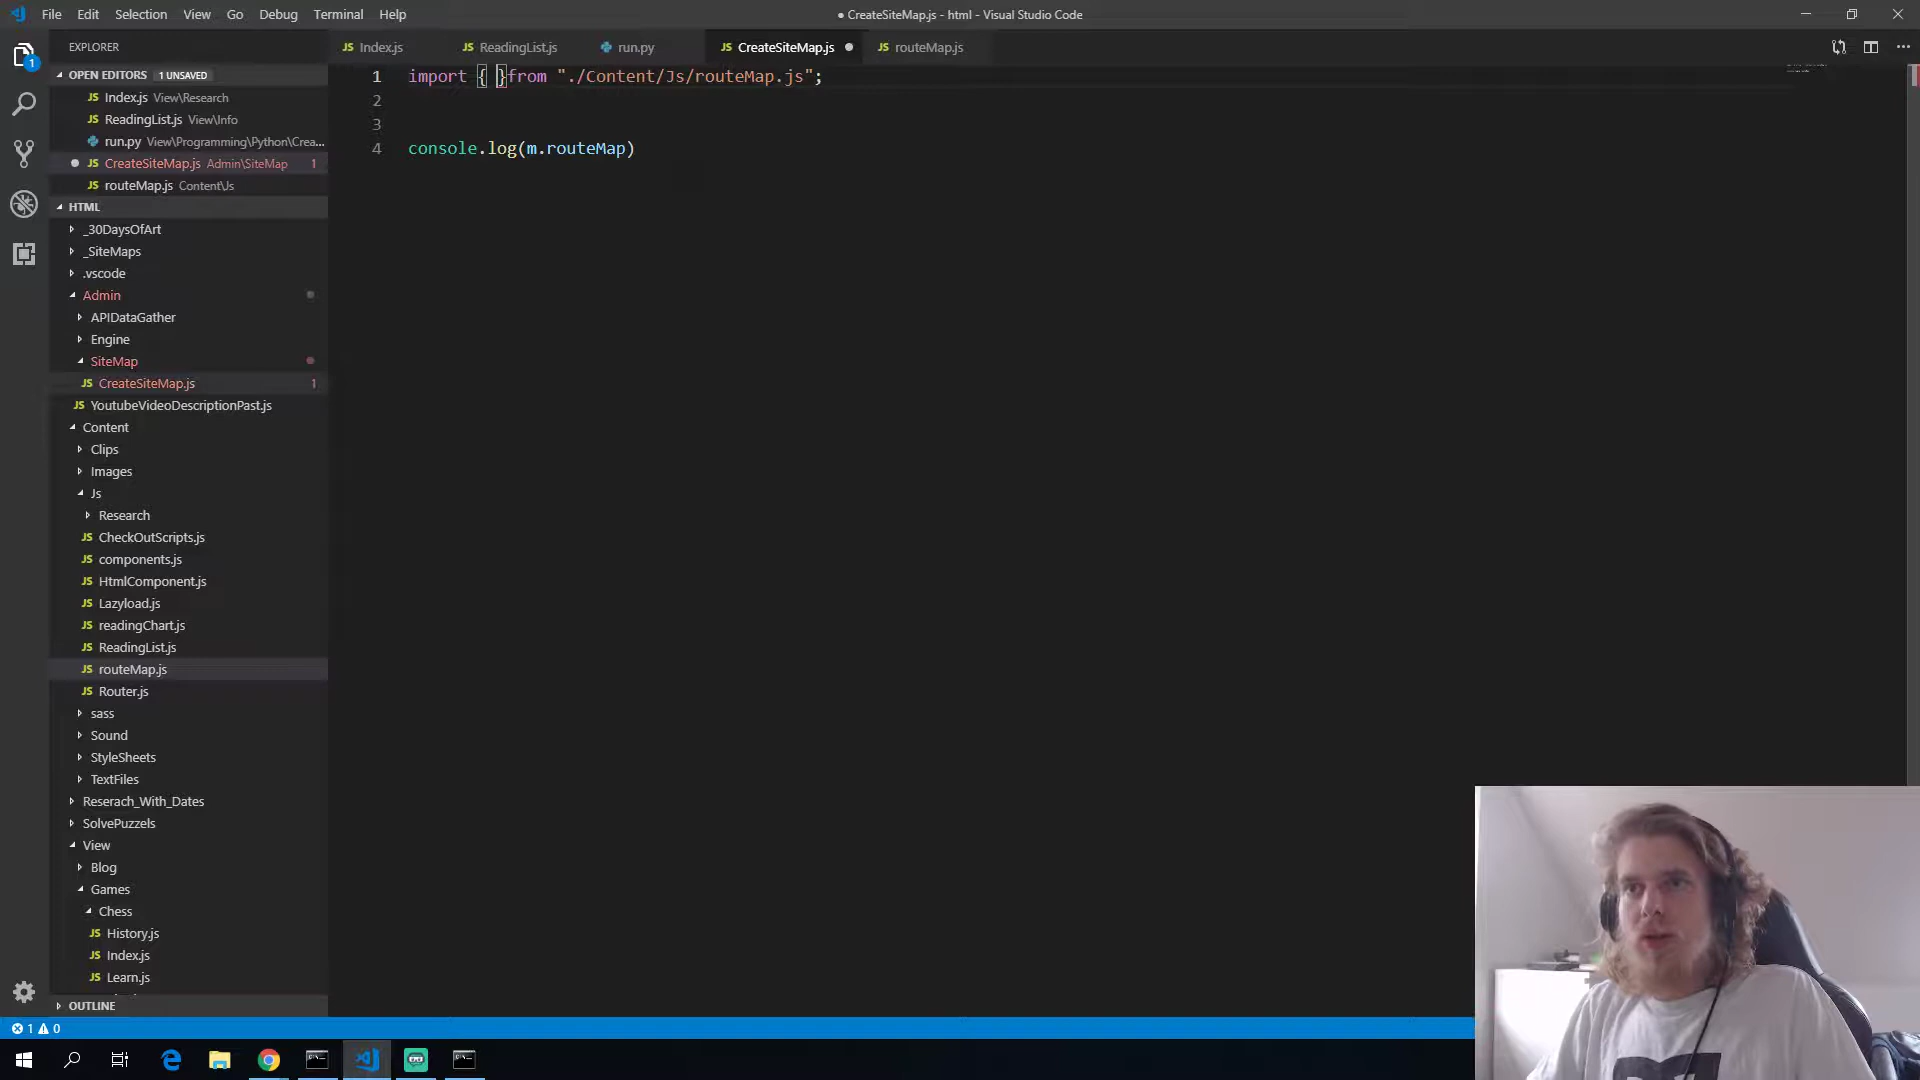 File Edit Selection View Go Debug Terminal Help
● CreateSiteMap.js - html - Visual Studio Code
EXPLORER
OPEN EDITORS 1 UNSAVED
JS Index.js View\Research
JS ReadingList.js View\Info
run.py View\Programming\Python\Crea...
JS CreateSiteMap.js Admin\SiteMap 1
JS routeMap.js Content\Js
HTML
_30DaysOfArt
_SiteMaps
.vscode
Admin
APIDataGather
Engine
SiteMap
JS CreateSiteMap.js 1
JS YoutubeVideoDescriptionPast.js
Content
Clips
Images
Js
Research
JS CheckOutScripts.js
JS components.js
JS HtmlComponent.js
JS Lazyload.js
JS readingChart.js
JS ReadingList.js
JS routeMap.js
JS Router.js
sass
Sound
StyleSheets
TextFiles
Reserach_With_Dates
SolvePuzzels
View
Blog
Games
Chess
JS History.js
JS Index.js
JS Learn.js
OUTLINE
1
JS Index.js JS ReadingList.js run.py JS CreateSiteMap.js JS routeMap.js
1 import { }from "./Content/Js/routeMap.js";
2
3
4 console.log(m.routeMap)
1 0